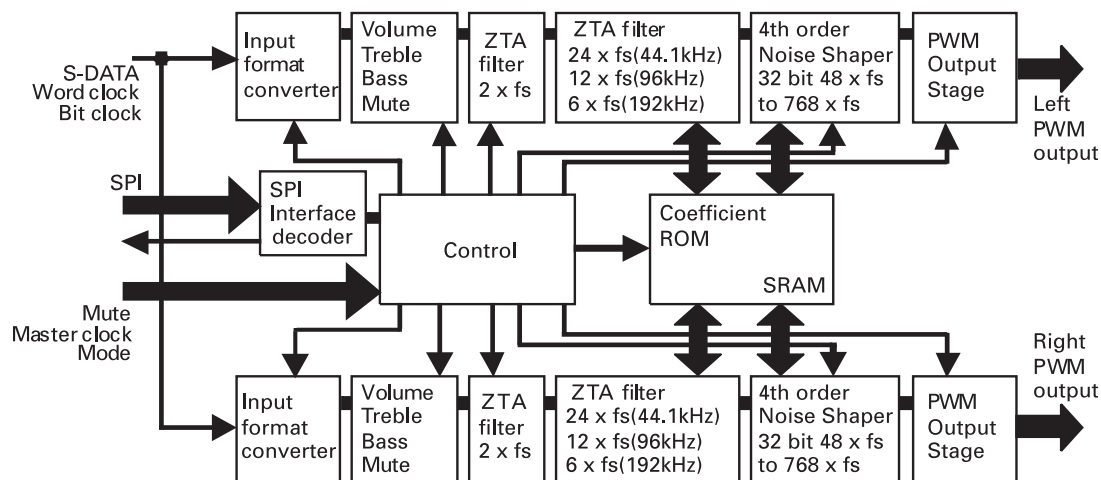 S-DATA
Word clock
Bit clock
Input
format
converter
Volume
Treble
Bass
Mute
ZTA
filter
2 x fs
ZTA filter
24 x fs(44.1kHz)
12 x fs(96kHz)
6 x fs(192kHz)
4th order
Noise Shaper
32 bit 48 x fs
to 768 x fs
PWM
Output
Stage
Left
PWM
output
SPI
SPI
Interface
decoder
Control
Coefficient
ROM
SRAM
Mute
Master clock
Mode
Input
format
converter
Volume
Treble
Bass
Mute
ZTA
filter
2 x fs
ZTA filter
24 x fs(44.1kHz)
12 x fs(96kHz)
6 x fs(192kHz)
4th order
Noise Shaper
32 bit 48 x fs
to 768 x fs
PWM
Output
Stage
Right
PWM
output